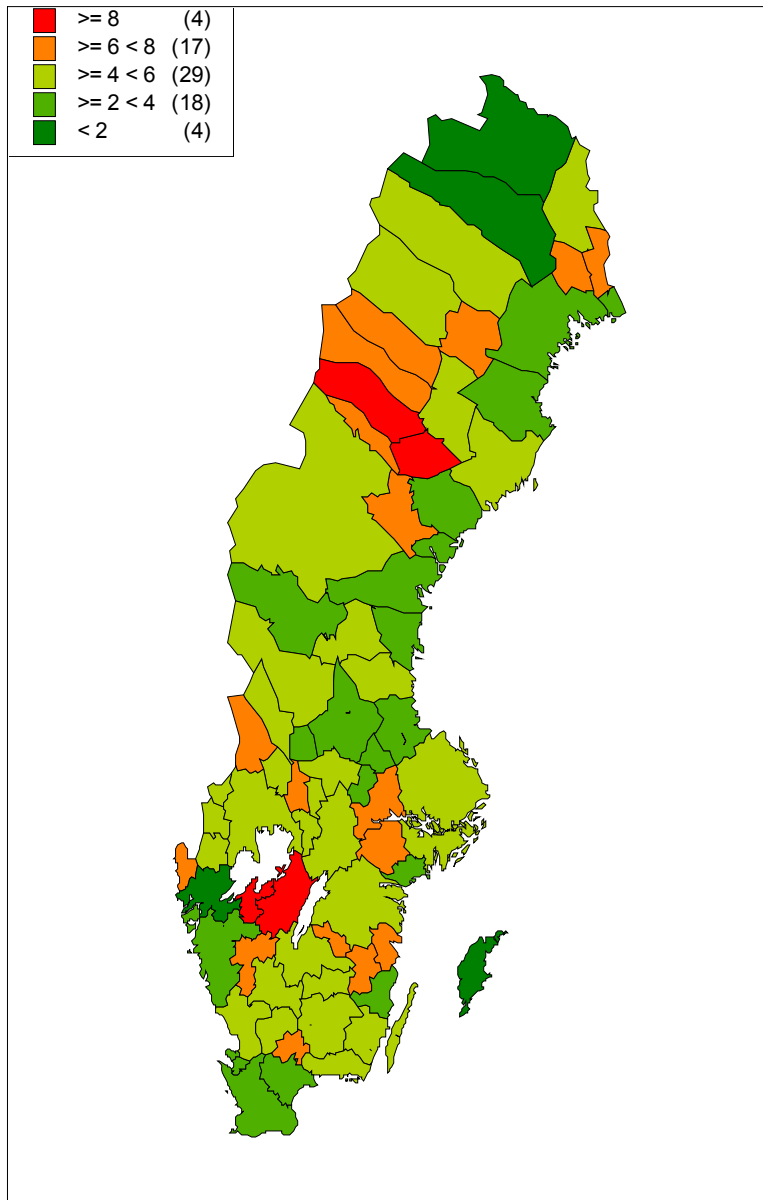 >= 8 (4)
>= 6 < 8 (17)
>= 4 < 6 (29)
>= 2 < 4 (18)
< 2 (4)